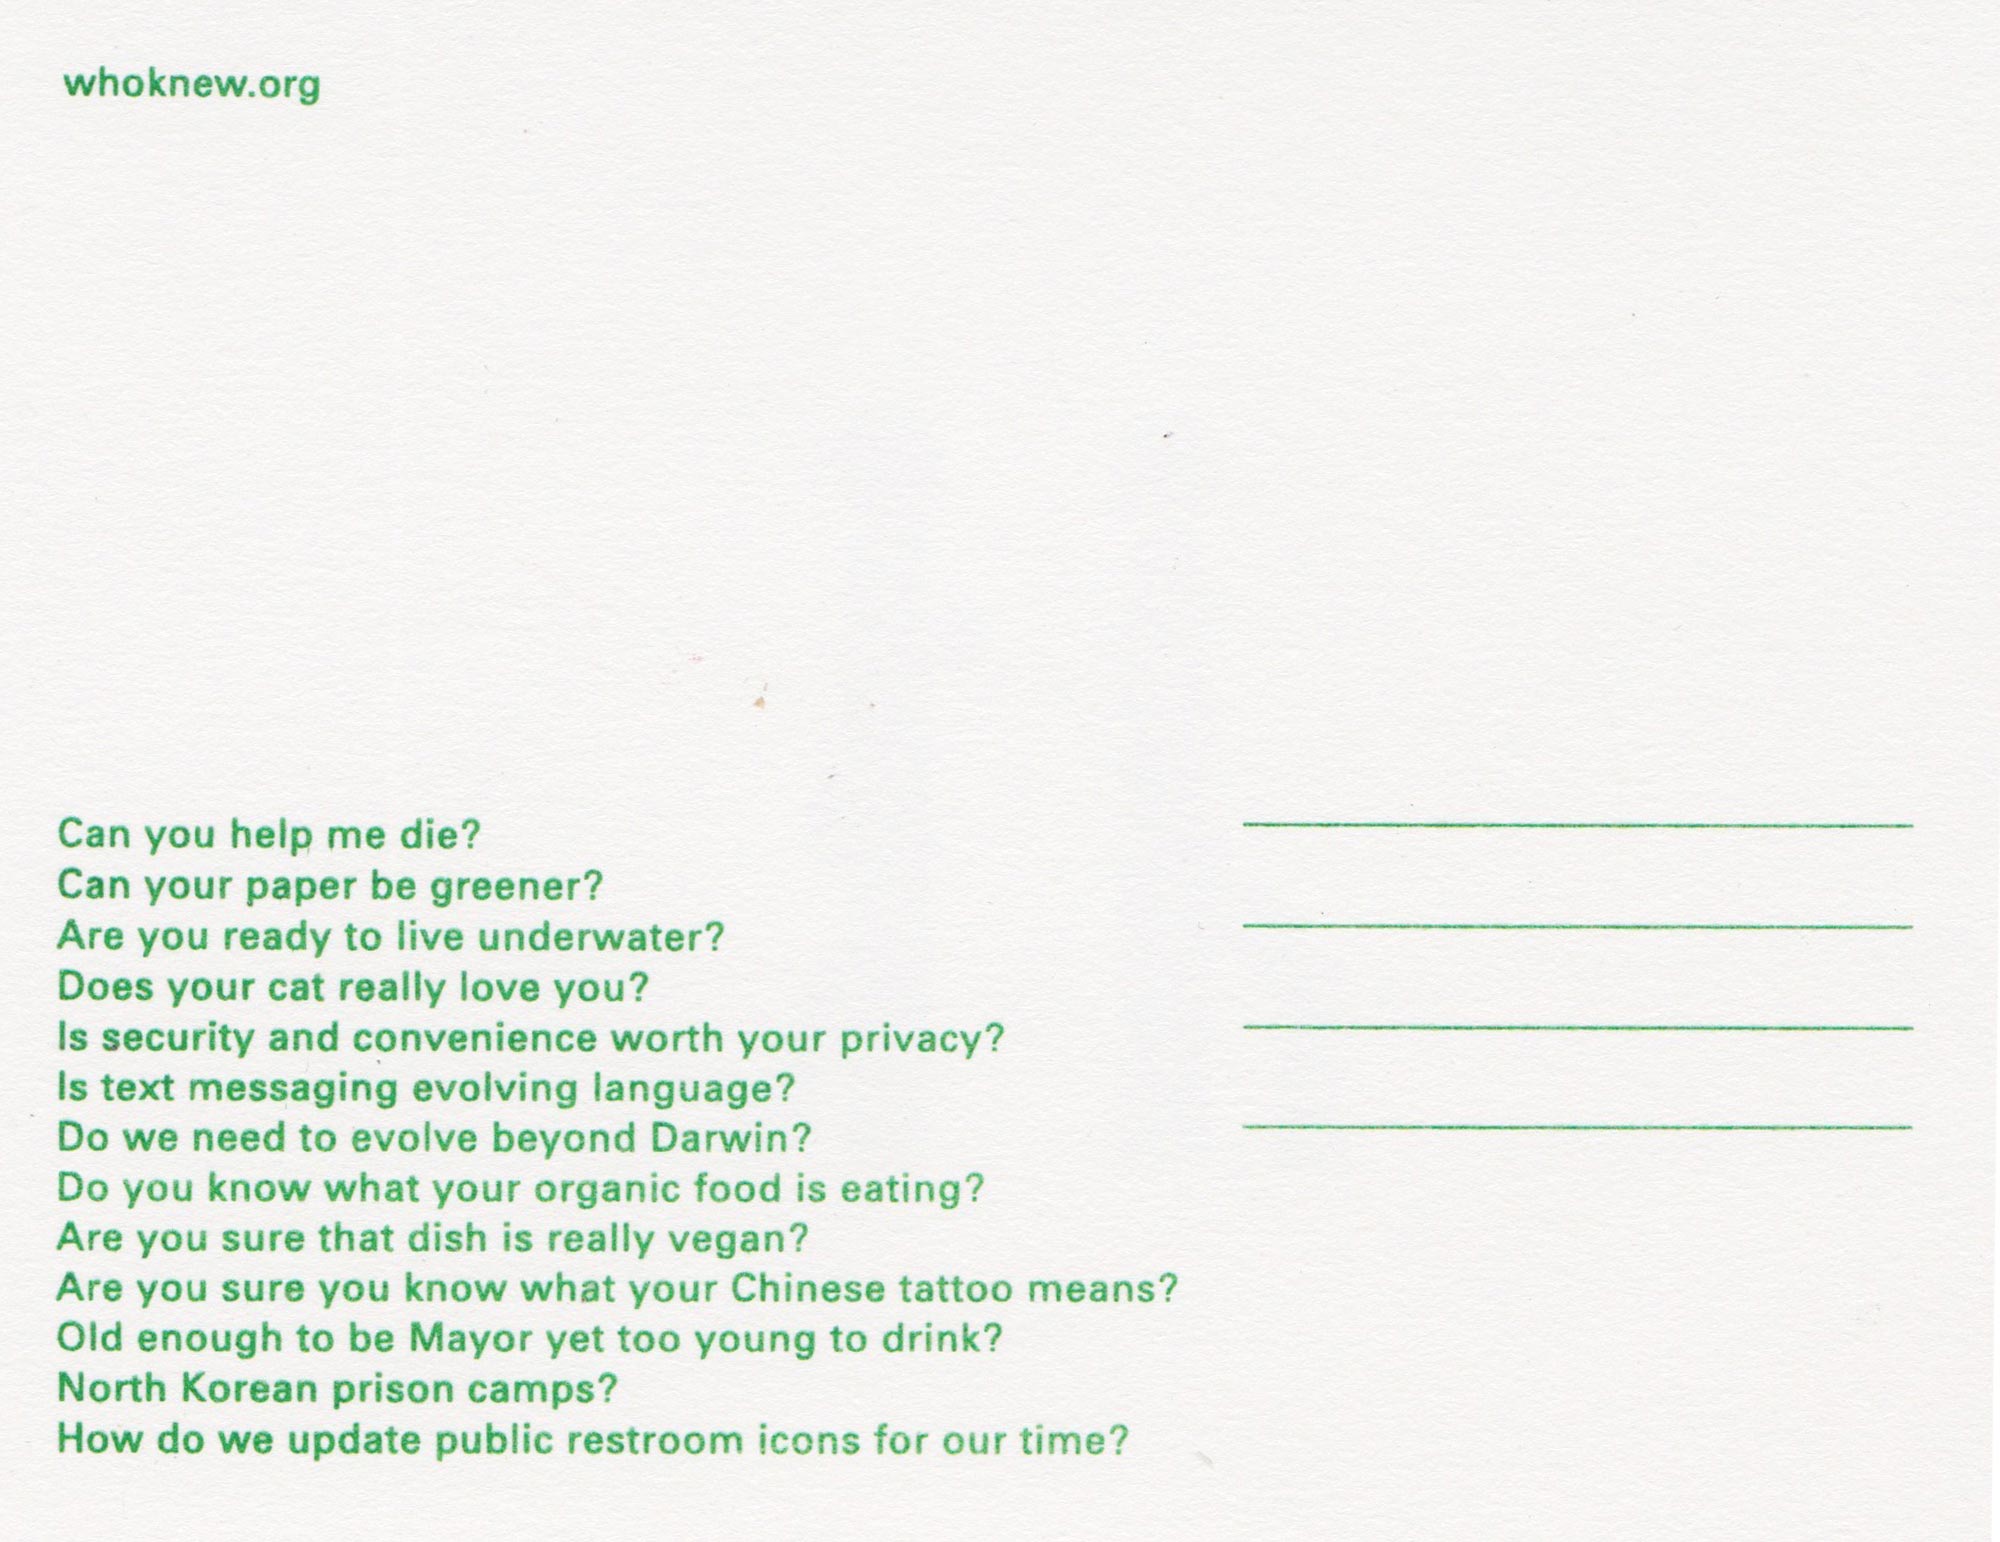 whoknew.org
Can you help me die?
Can your paper be greener?
Are you ready to live underwater?
Does your cat really love you?
Is security and convenience worth your privacy?
Is text messaging evolving language?
Do we need to evolve beyond Darwin?
Do you know what your organic food is eating?
Are you sure that dish is really vegan?
Are you sure you know what your Chinese tattoo means?
Old enough to be Mayor yet too young to drink?
North Korean prison camps?
How do we update public restroom icons for our time?